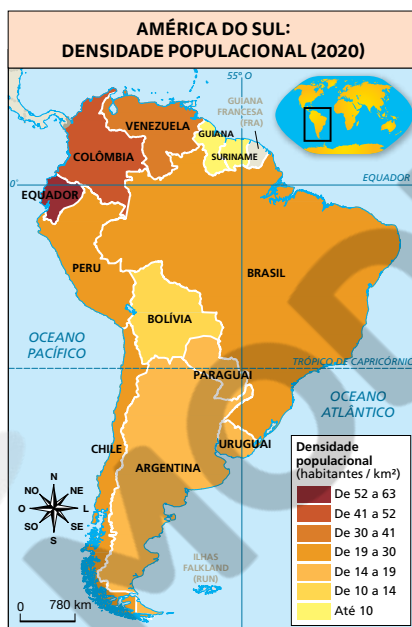 AMÉRICA DO SUL:
DENSIDADE POPULACIONAL (2020)
55° O
GUIANA
FRANCESA
(FRA)
VENEZUELA
GUIANA
SURINAME
COLÔMBIA
0°
EQUADOR
EQUADOR
PERU
BRASIL
BOLÍVIA
OCEANO
PACÍFICO
TRÓPICO DE CAPRICÓRNIO
PARAGUAI
OCEANO
ATLÂNTICO
CHILE
URUGUAI
ARGENTINA
N
NO
NE
O
L
SO
SE
S
ILHAS
FALKLAND
(RUN)
0
780 km
Densidade
populacional
(habitantes / km²)
De 52 a 63
De 41 a 52
De 30 a 41
De 19 a 30
De 14 a 19
De 10 a 14
Até 10